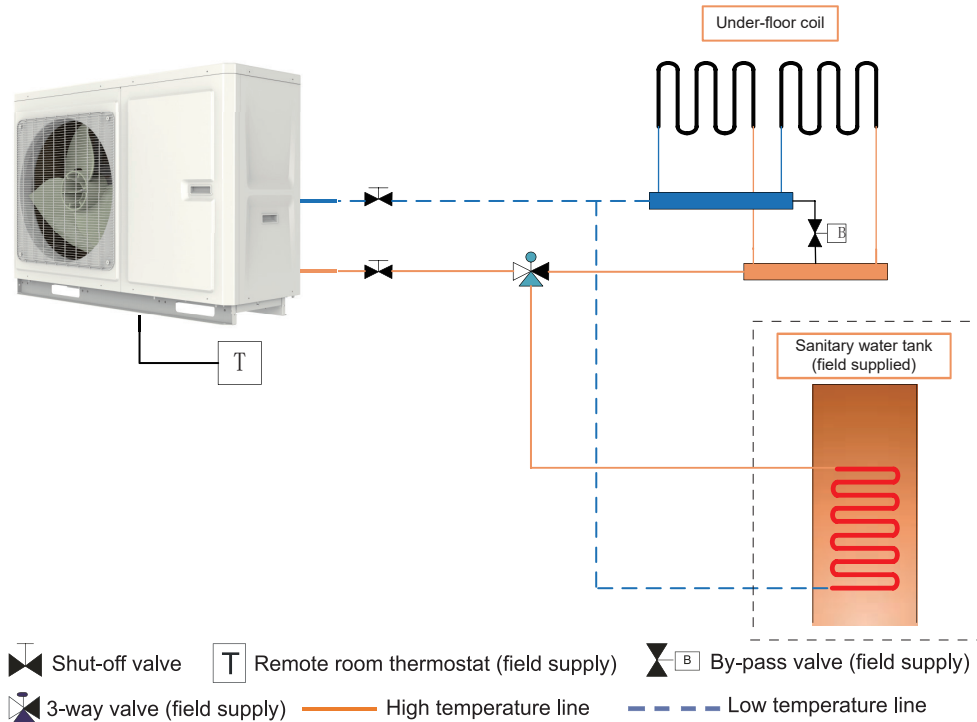 Under-floor coil
B
T
Sanitary water tank
(field supplied)
Shut-off valve
T Remote room thermostat (field supply)
B By-pass valve (field supply)
3-way valve (field supply)
High temperature line
Low temperature line